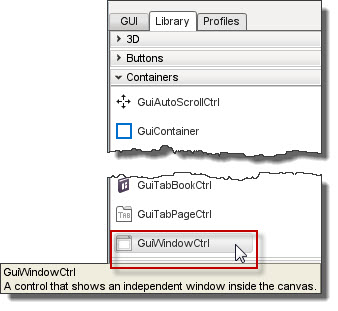 GUI Library Profiles
3D
Buttons
Containers
GuiAutoScrollCtrl
GuiContainer
GuiTabBookCtrl
TAB GuiTabPageCtrl
GuiWindowCtrl
GuiWindowCtrl
A control that shows an independent window inside the canvas.